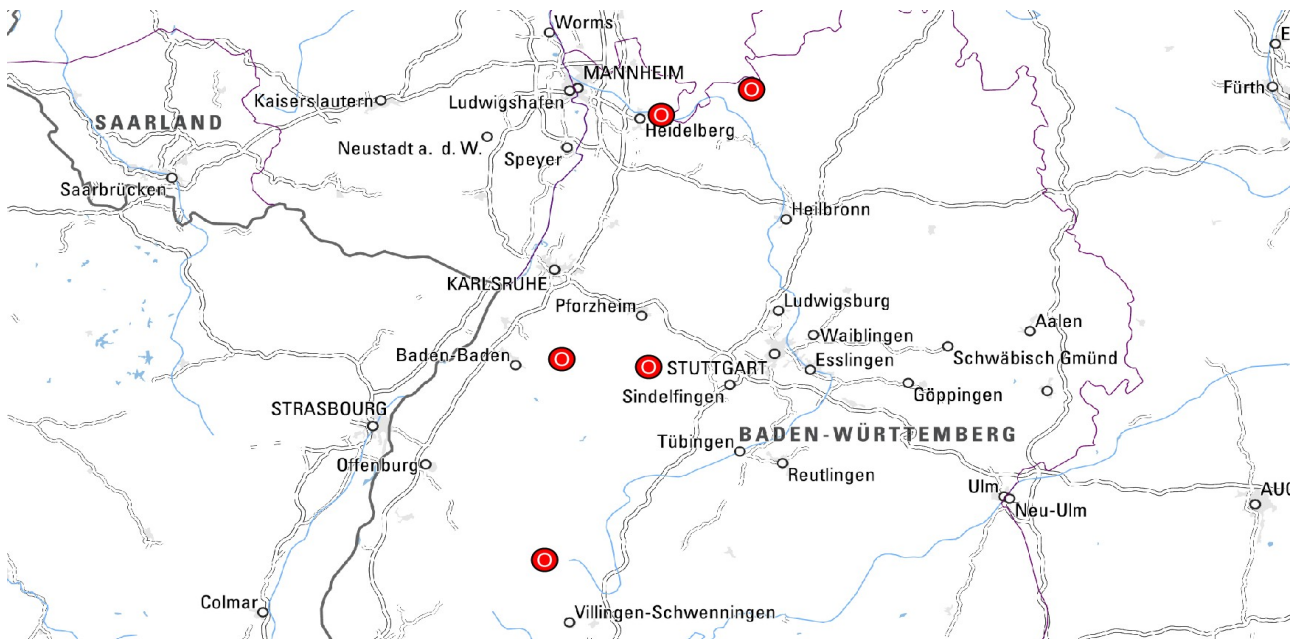 Worms
E
MANNHEIM
Kaiserslautern
Ludwigshafen
O
Fürth
O
SAARLAND
Heidelberg
Neustadt a. d. W.
Speyer
Saarbrücken
Heilbronn
KARLSRUHE
Pforzheim
Ludwigsburg
Waiblingen
Aalen
Baden-Baden
O
O
STUTTGART
Esslingen
Schwäbisch Gmünd
Sindelfingen
Göppingen
STRASBOURG
Tübingen
BADEN-WÜRTTEMBERG
Offenburg
Reutlingen
Ulm
Neu-Ulm
AUG
O
Colmar
Villingen-Schwenningen